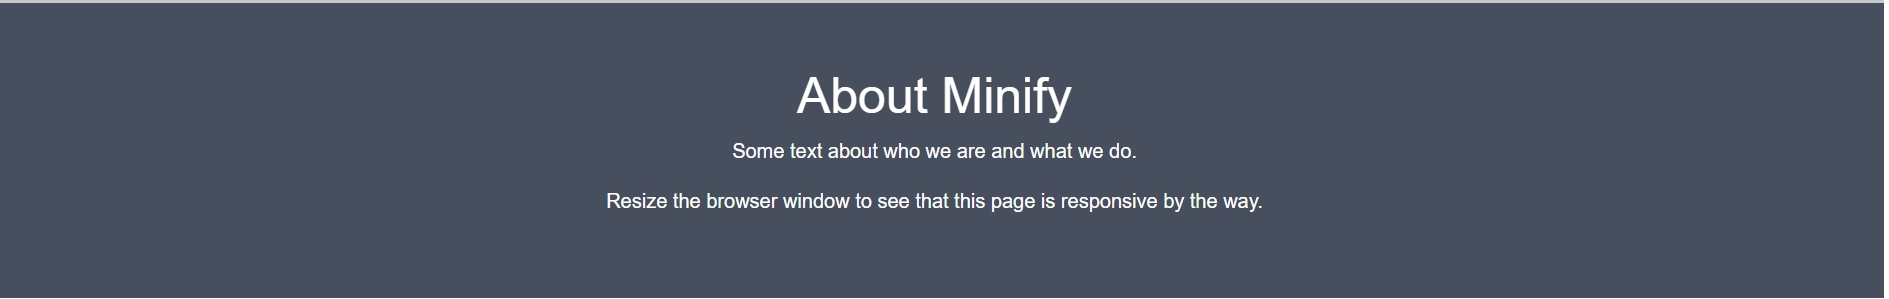 About Minify
Some text about who we are and what we do.
Resize the browser window to see that this page is responsive by the way.